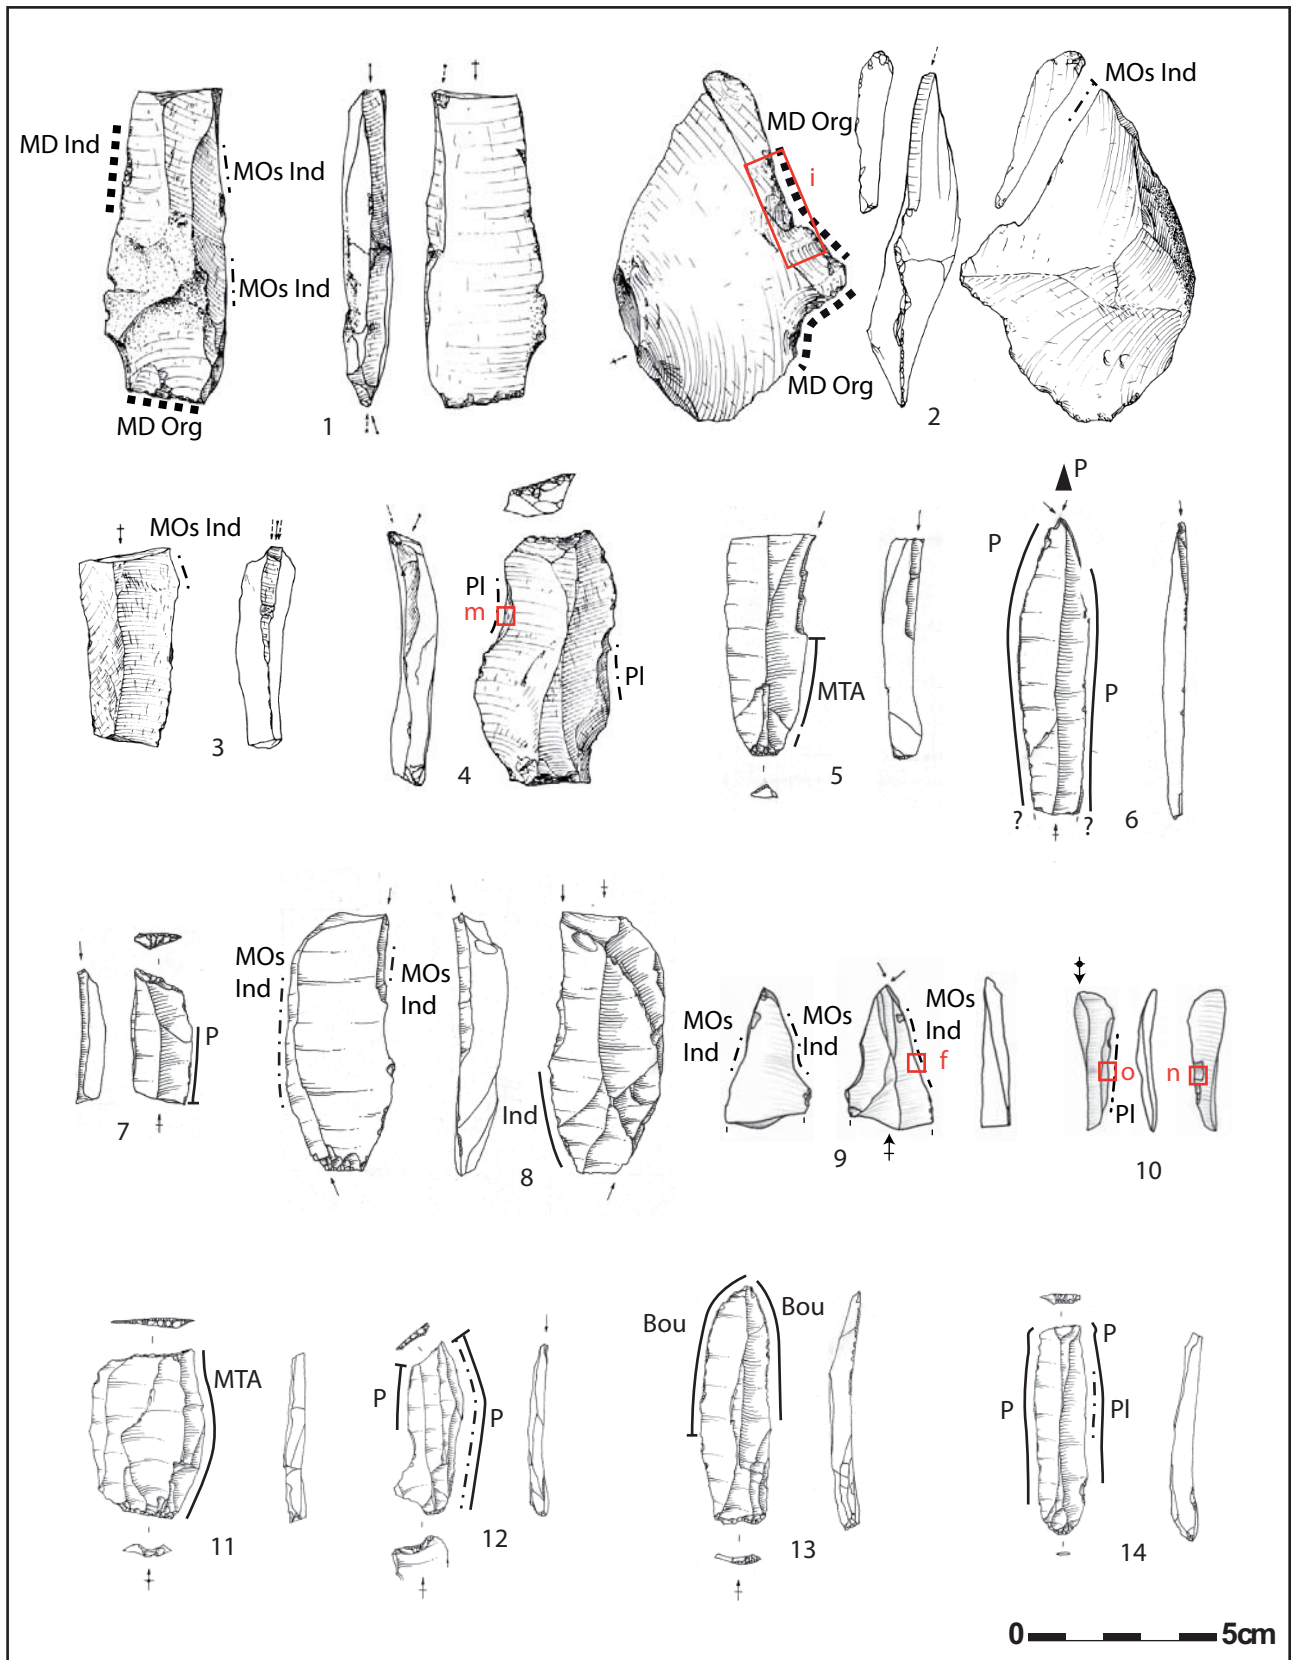 MD Ind
MOs Ind
MOs Ind
MD Org
1
MD Org
i
MD Org
MOs Ind
2
MOs Ind
3
Pl
m
Pl
4
MTA
5
P
P
P
?
?
6
P
7
MOs
Ind
MOs
Ind
Ind
8
MOs
Ind
MOs
Ind
MOs
Ind
f
9
o
Pl
n
10
MTA
11
P
P
12
Bou
Bou
13
P
P
Pl
14
0
5cm